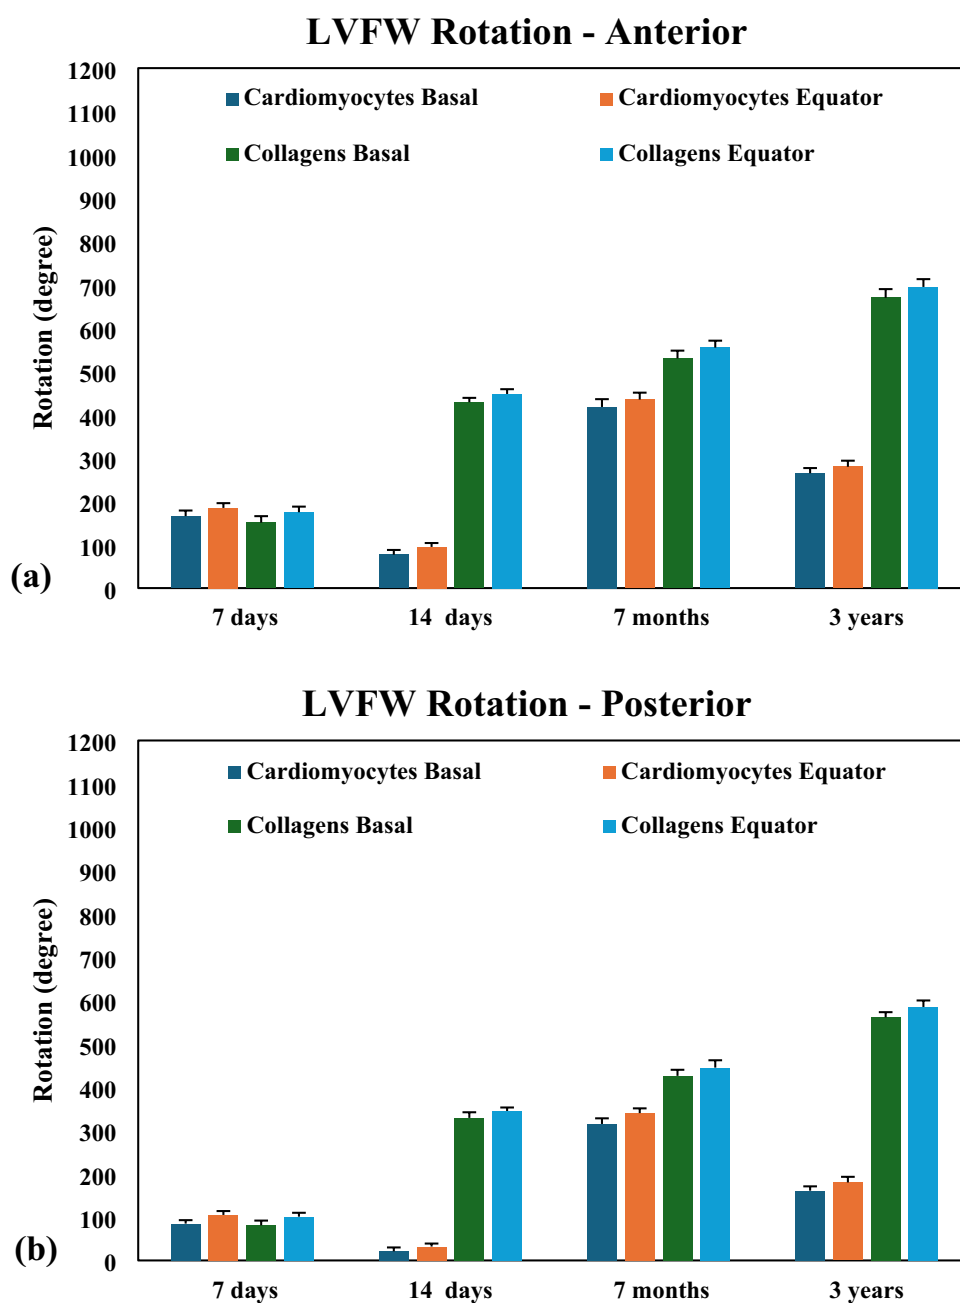 LVFW Rotation - Anterior
1200
1100
1000
900
800
700
600
500
400
300
200
100
0
Rotation (degree)
Cardiomyocytes Basal
Cardiomyocytes Equator
Collagens Basal
Collagens Equator
(a)
7 days
14 days
7 months
3 years
LVFW Rotation - Posterior
1200
1100
1000
900
800
700
600
500
400
300
200
100
0
Rotation (degree)
Cardiomyocytes Basal
Cardiomyocytes Equator
Collagens Basal
Collagens Equator
(b)
7 days
14 days
7 months
3 years